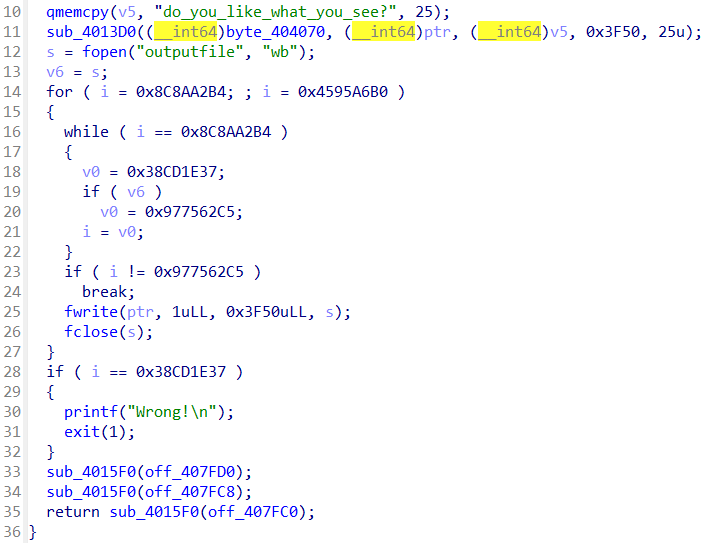 10 qmemcpy(v5, "do_you_like_what_you_see?", 25);
11 sub_4013D0((__int64)byte_404070, (__int64)ptr, (__int64)v5, 0x3F50, 25u);
12 s = fopen("outputfile", "wb");
13 v6 = s;
14 for ( i = 0x8C8AA2B4; ; i = 0x4595A6B0 )
15 {
16 while ( i == 0x8C8AA2B4 )
17 {
18 v0 = 0x38CD1E37;
19 if ( v6 )
20 v0 = 0x977562C5;
21 i = v0;
22 }
23 if ( i != 0x977562C5 )
24 break;
25 fwrite(ptr, 1uLL, 0x3F50uLL, s);
26 fclose(s);
27 }
28 if ( i == 0x38CD1E37 )
29 {
30 printf("Wrong!\n");
31 exit(1);
32 }
33 sub_4015F0(off_407FD0);
34 sub_4015F0(off_407FC8);
35 return sub_4015F0(off_407FC0);
36 }